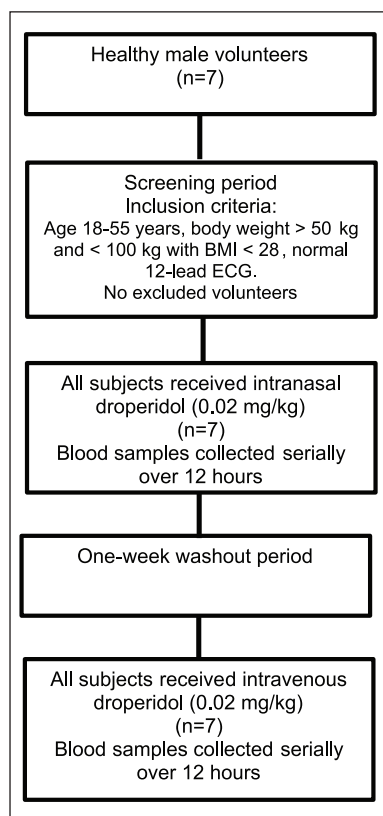 Healthy male volunteers
(n=7)
Screening period
Inclusion criteria:
Age 18-55 years, body weight > 50 kg
and < 100 kg with BMI < 28 , normal
12-lead ECG.
No excluded volunteers
All subjects received intranasal
droperidol (0.02 mg/kg)
(n=7)
Blood samples collected serially
over 12 hours
One-week washout period
All subjects received intravenous
droperidol (0.02 mg/kg)
(n=7)
Blood samples collected serially
over 12 hours